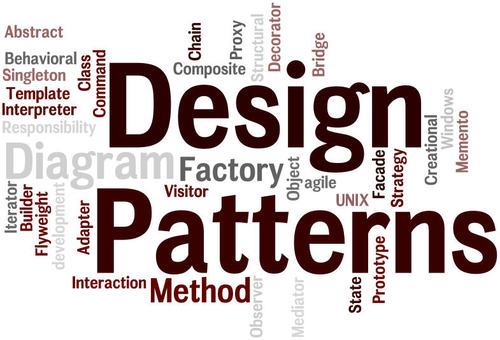 Abstract
Behavioral
Singleton
Template
Interpreter
Responsibility
Class
Command
Chain
Composite
Proxy
Structural
Decorator
Bridge
Design
Diagram
Factory
Object
agile
Visitor
UNIX
Facade
Strategy
Creational
Windows
Memento
Iterator
Builder
Flyweight
development
Adapter
Patterns
Interaction
Method
Observer
Mediator
State
Prototype